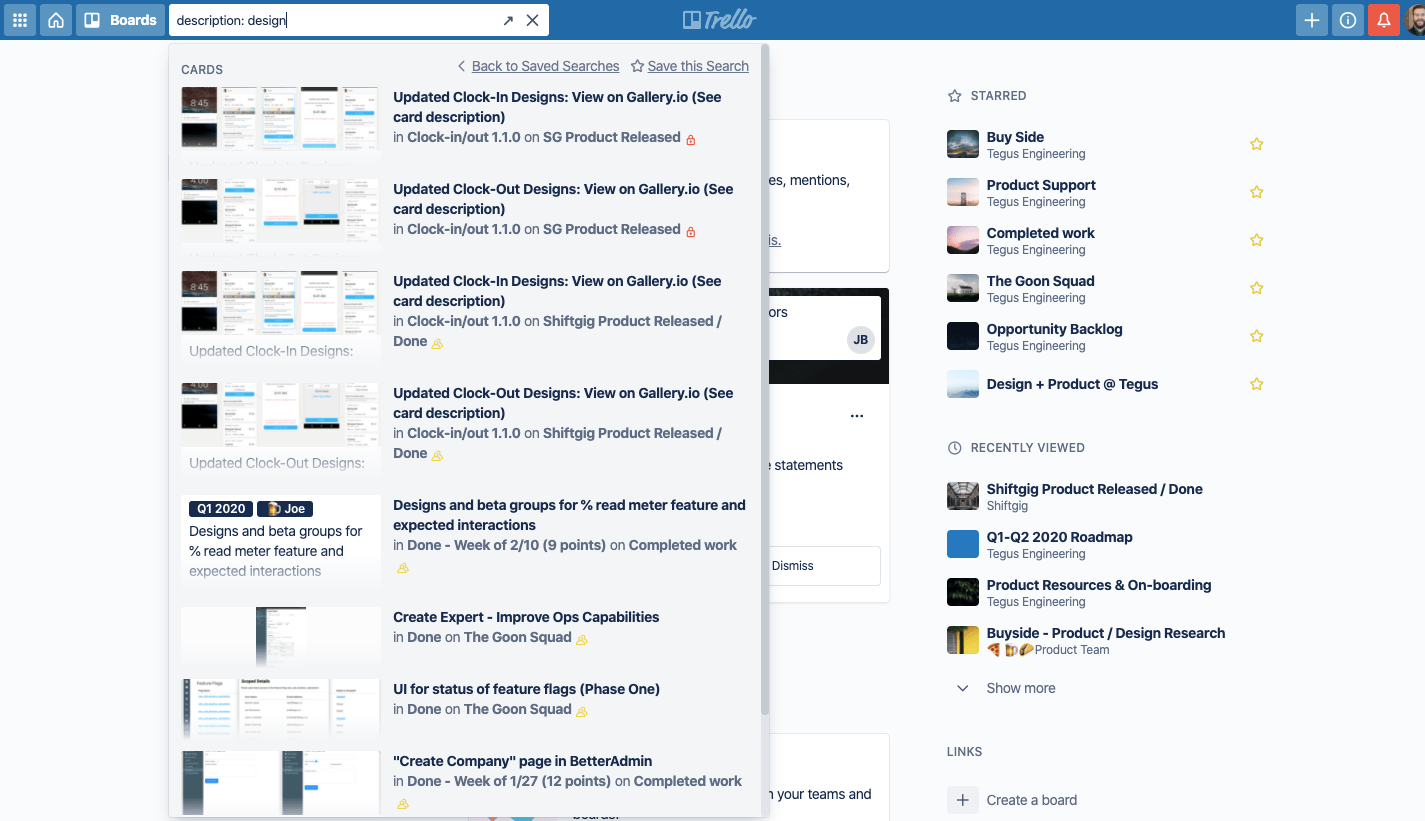 Boards
description: design
Trello
CARDS
Back to Saved Searches
Save this Search
8:45
Updated Clock-In Designs: View on Gallery.io (See
card description)
in Clock-in/out 1.1.0 on SG Product Released
4:00
Updated Clock-Out Designs: View on Gallery.io (See
card description)
in Clock-in/out 1.1.0 on SG Product Released
8:45
Updated Clock-In Designs:
Updated Clock-In Designs: View on Gallery.io (See
card description)
in Clock-in/out 1.1.0 on Shiftgig Product Released /
Done
4:00
Updated Clock-Out Designs:
Updated Clock-Out Designs: View on Gallery.io (See
card description)
in Clock-in/out 1.1.0 on Shiftgig Product Released /
Done
Q1 2020
🍺 Joe
Designs and beta groups for
% read meter feature and
expected interactions
Designs and beta groups for % read meter feature and
expected interactions
in Done - Week of 2/10 (9 points) on Completed work
Create Expert - Improve Ops Capabilities
in Done on The Goon Squad
Feature Flags
Scoped Details
UI for status of feature flags (Phase One)
in Done on The Goon Squad
"Create Company" page in BetterAdmin
in Done - Week of 1/27 (12 points) on Completed work
es, mentions,
is.
ors
JB
statements
Dismiss
your teams and
STARRED
Buy Side
Tegus Engineering
Product Support
Tegus Engineering
Completed work
Tegus Engineering
The Goon Squad
Tegus Engineering
Opportunity Backlog
Tegus Engineering
Design + Product @ Tegus
RECENTLY VIEWED
Shiftgig Product Released / Done
Shiftgig
Q1-Q2 2020 Roadmap
Tegus Engineering
Product Resources & On-boarding
Tegus Engineering
Buyside - Product / Design Research
🍕 🍺🌮Product Team
Show more
LINKS
Create a board